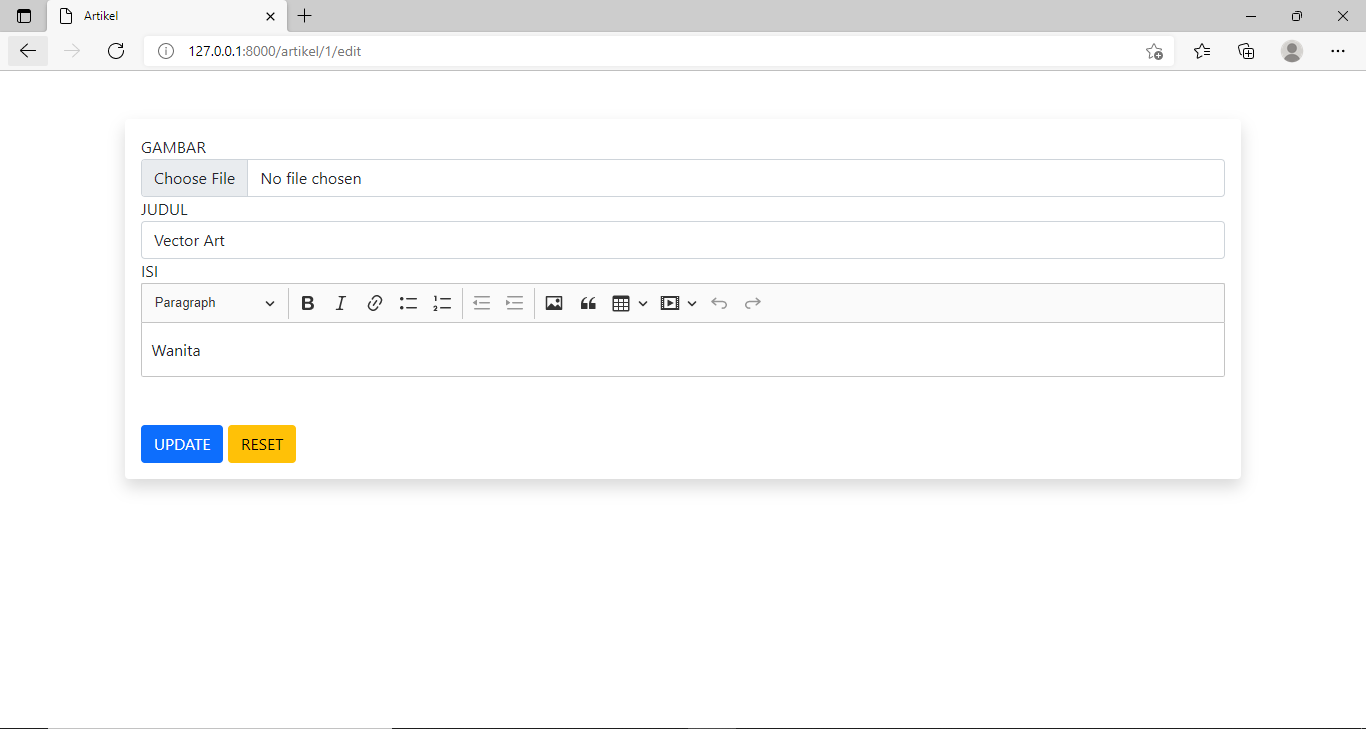 Artikel
127.0.0.1:8000/artikel/1/edit
GAMBAR
Choose File No file chosen
JUDUL
Vector Art
ISI
Paragraph
Wanita
UPDATE RESET